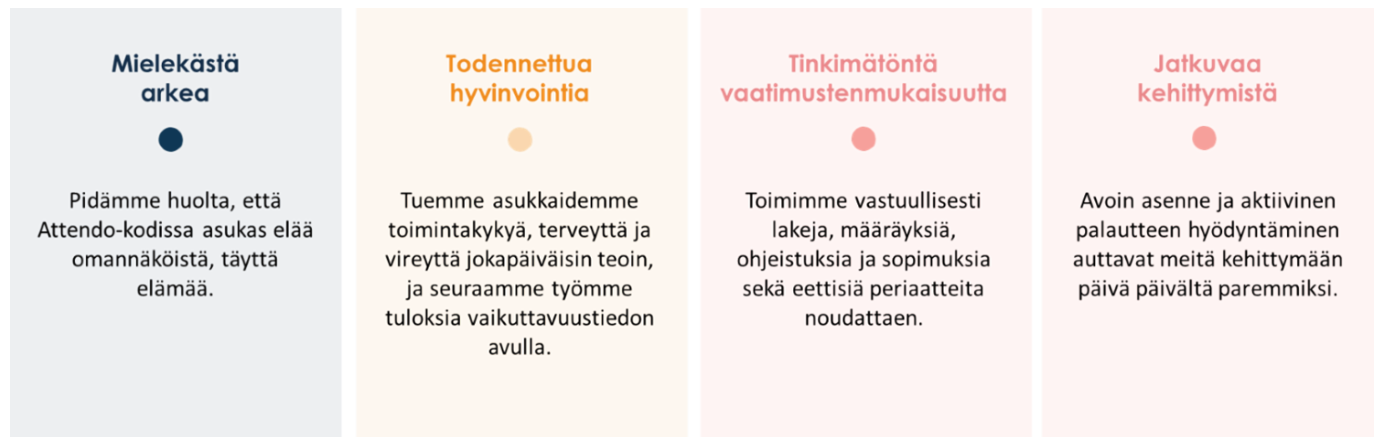 Mielekästä
arkea
Pidämme huolta, että
Attendo-kodissa asukas elää
omannäköistä, täyttä
elämää.
Todennettua
hyvinvointia
Tuemme asukkaidemme
toimintakykyä, terveyttä ja
vireyttä jokapäiväisin teoin,
ja seuraamme työmme
tuloksia vaikuttavuustiedon
avulla.
Tinkimätöntä
vaatimustenmukaisuutta
Toimimme vastuullisesti
lakeja, määräyksiä,
ohjeistuksia ja sopimuksia
sekä eettisiä periaatteita
noudattaen.
Jatkuvaa
kehittymistä
Avoin asenne ja aktiivinen
palautteen hyödyntäminen
auttavat meitä kehittymään
päivä päivältä paremmiksi.